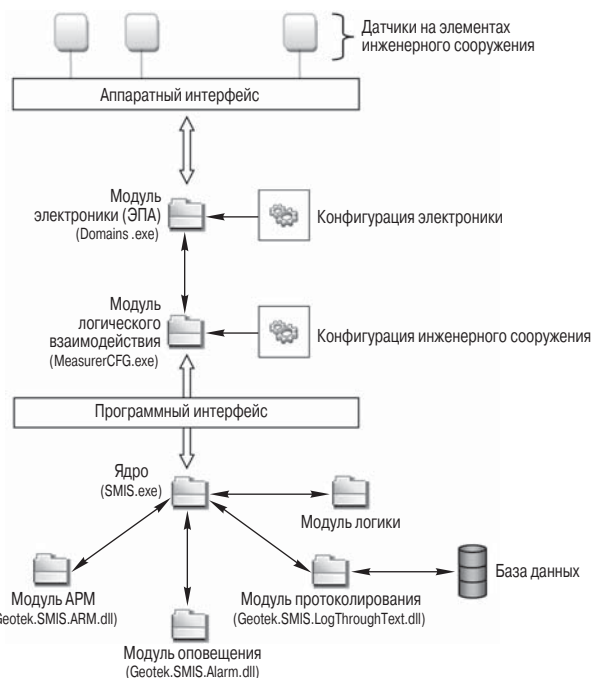 Датчики на элементах
инженерного сооружения
Аппаратный интерфейс
Модуль
электроники (ЭПА)
(Domains .exe)
Конфигурация электроники
Модуль
логического
взаимодействия
(MeasurerCFG.exe)
Конфигурация инженерного сооружения
Программный интерфейс
Ядро
(SMIS.exe)
Модуль логики
База данных
Модуль АРМ
Geotek.SMIS.ARM.dll)
Модуль протоколирования
(Geotek.SMIS.LogThroughText.dll)
Модуль оповещения
(Geotek.SMIS.Alarm.dll)